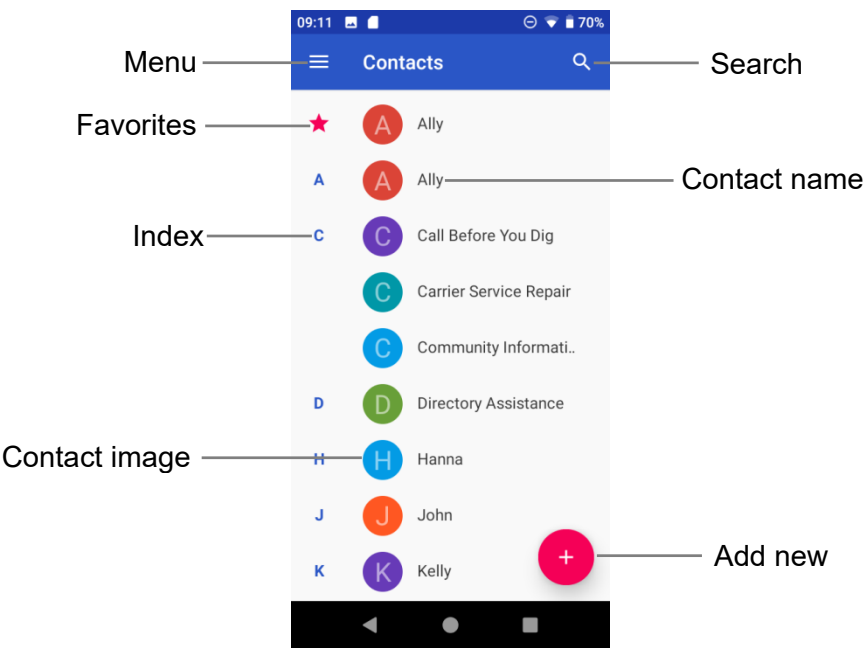 09:11 70%
Menu Contacts Search
Favorites A Ally
A A Ally Contact name
Index C C Call Before You Dig
C Carrier Service Repair
C Community Informati..
D D Directory Assistance
Contact image H H Hanna
J J John
K K Kelly + Add new